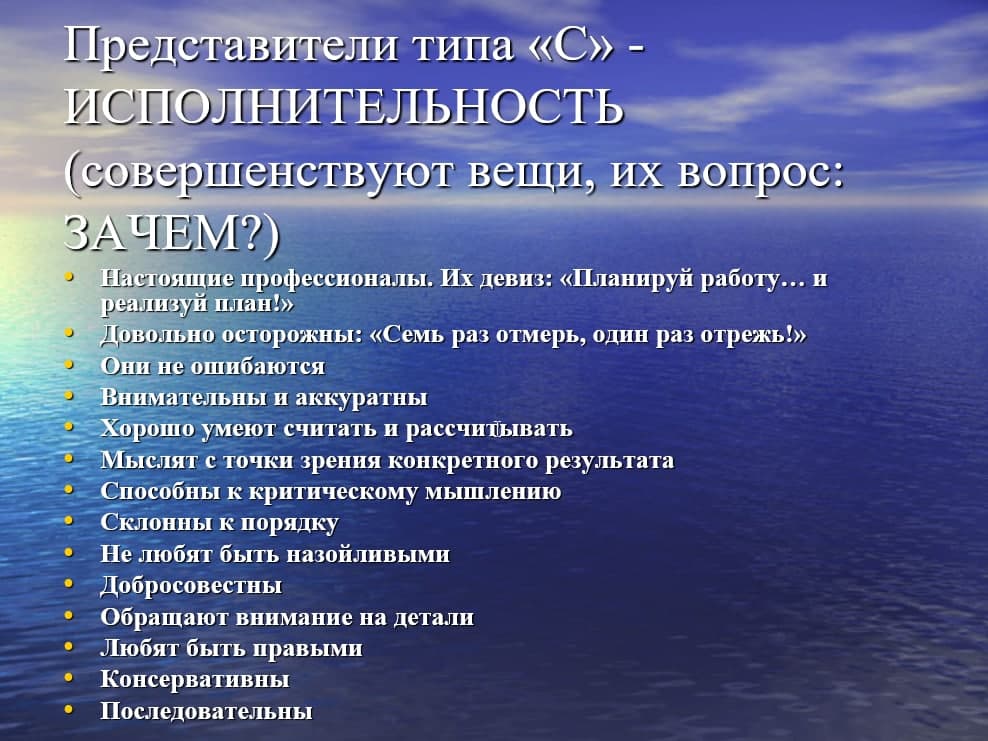 Представители типа «С» -
ИСПОЛНИТЕЛЬНОСТЬ
(совершенствуют вещи, их вопрос:
ЗАЧЕМ?)
• Настоящие профессионалы. Их девиз: «Планируй работу… и
реализуй план!»
• Довольно осторожны: «Семь раз отмерь, один раз отрежь!»
• Они не ошибаются
• Внимательны и аккуратны
• Хорошо умеют считать и рассчитывать
• Мыслят с точки зрения конкретного результата
• Способны к критическому мышлению
• Склонны к порядку
• Не любят быть назойливыми
• Добросовестны
• Обращают внимание на детали
• Любят быть правыми
• Консервативны
• Последовательны